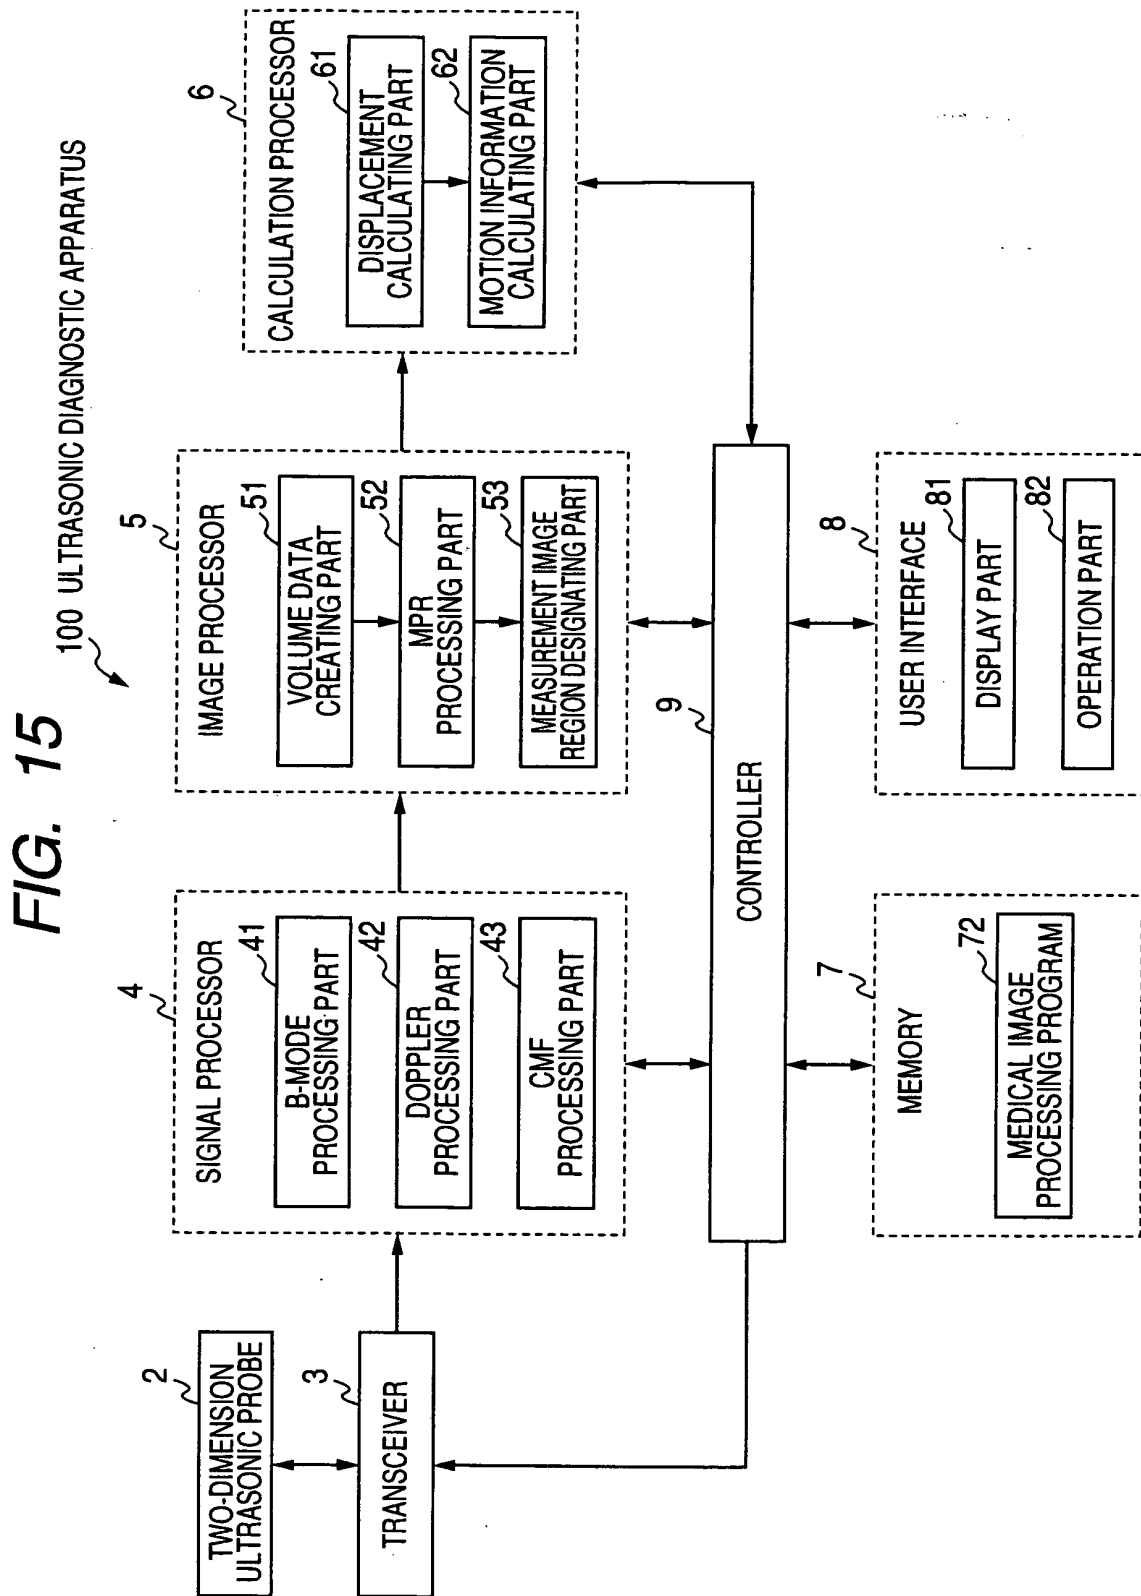 FIG. 15
100 ULTRASONIC DIAGNOSTIC APPARATUS
2
TWO-DIMENSION
ULTRASONIC PROBE
3
TRANSCEIVER
4
SIGNAL PROCESSOR
41
B-MODE
PROCESSING PART
42
DOPPLER
PROCESSING PART
43
CMF
PROCESSING PART
5
IMAGE PROCESSOR
51
VOLUME DATA
CREATING PART
52
MPR
PROCESSING PART
53
MEASUREMENT IMAGE
REGION DESIGNATING PART
6
CALCULATION PROCESSOR
61
DISPLACEMENT
CALCULATING PART
62
MOTION INFORMATION
CALCULATING PART
9
CONTROLLER
7
MEMORY
72
MEDICAL IMAGE
PROCESSING PROGRAM
8
USER INTERFACE
81
DISPLAY PART
82
OPERATION PART